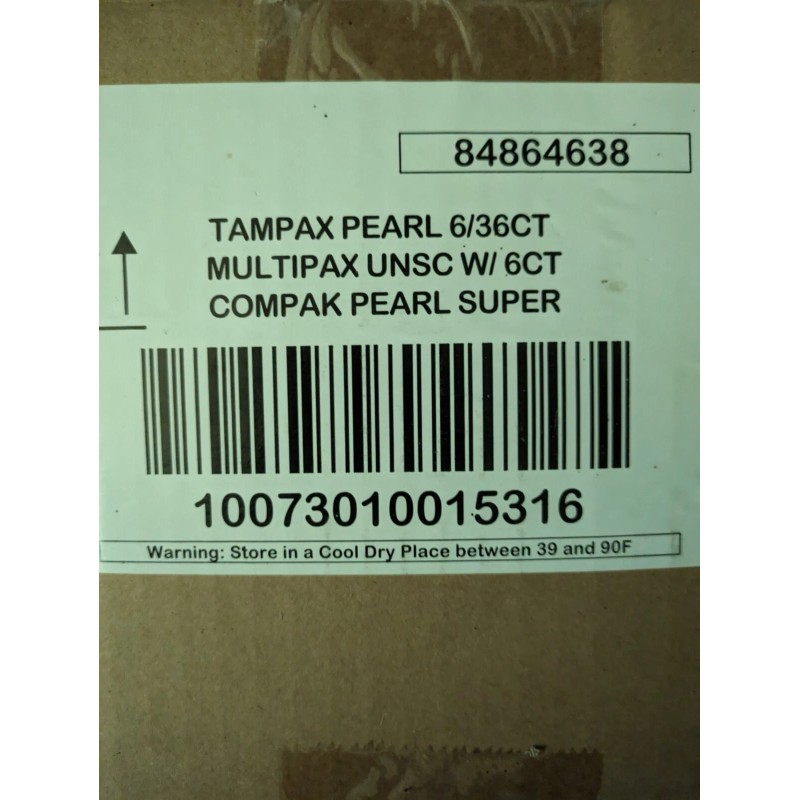 84864638
TAMPAX PEARL 6/36CT
MULTIPAX UNSC W/ 6CT
COMPAK PEARL SUPER
10073010015316
Warning: Store in a Cool Dry Place between 39 and 90F